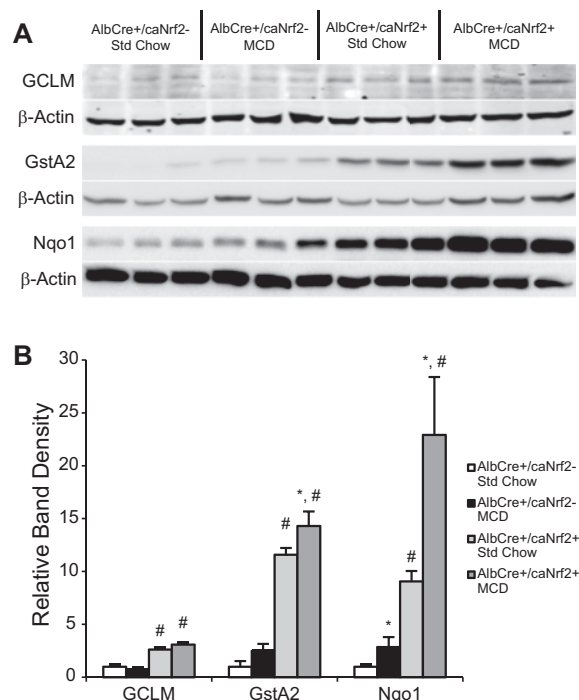 A
AlbCre+/caNrf2-
Std Chow
AlbCre+/caNrf2-
MCD
AlbCre+/caNrf2+
Std Chow
AlbCre+/caNrf2+
MCD
GCLM
β-Actin
GstA2
β-Actin
Nqo1
β-Actin
B
30
25
20
15
10
5
0
Relative Band Density
# #
#
*, #
*
#
*, #
GCLM GstA2 Nqo1
AlbCre+/caNrf2-
Std Chow
AlbCre+/caNrf2-
MCD
AlbCre+/caNrf2+
Std Chow
AlbCre+/caNrf2+
MCD